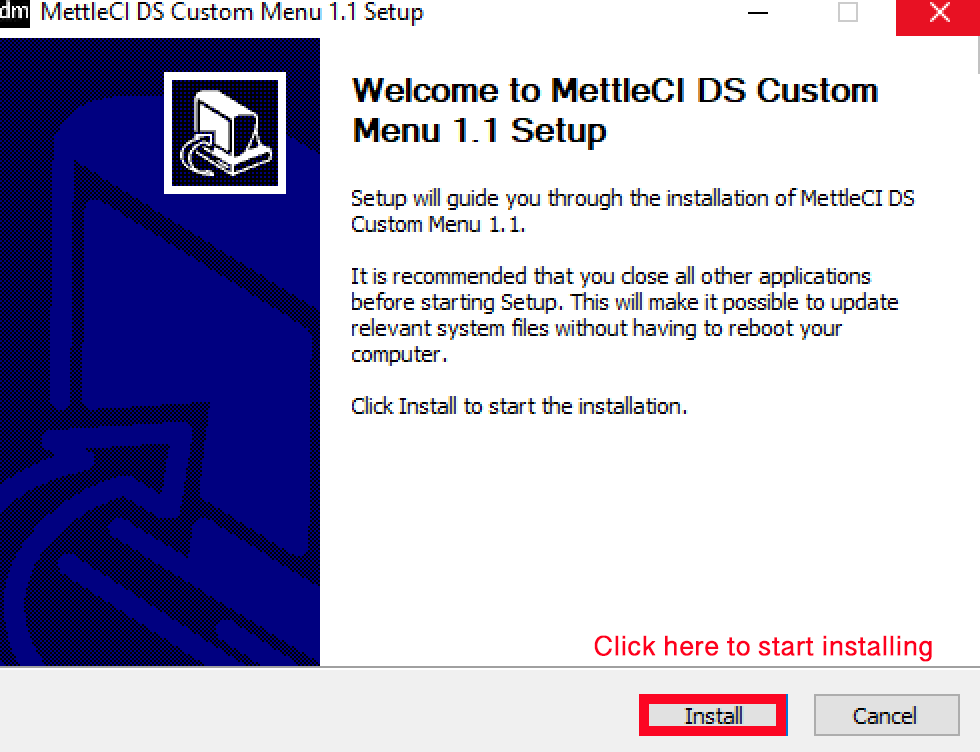 dm MettleCI DS Custom Menu 1.1 Setup
Welcome to MettleCI DS Custom
Menu 1.1 Setup
Setup will guide you through the installation of MettleCI DS
Custom Menu 1.1.
It is recommended that you close all other applications
before starting Setup. This will make it possible to update
relevant system files without having to reboot your
computer.
Click Install to start the installation.
Click here to start installing
Install Cancel